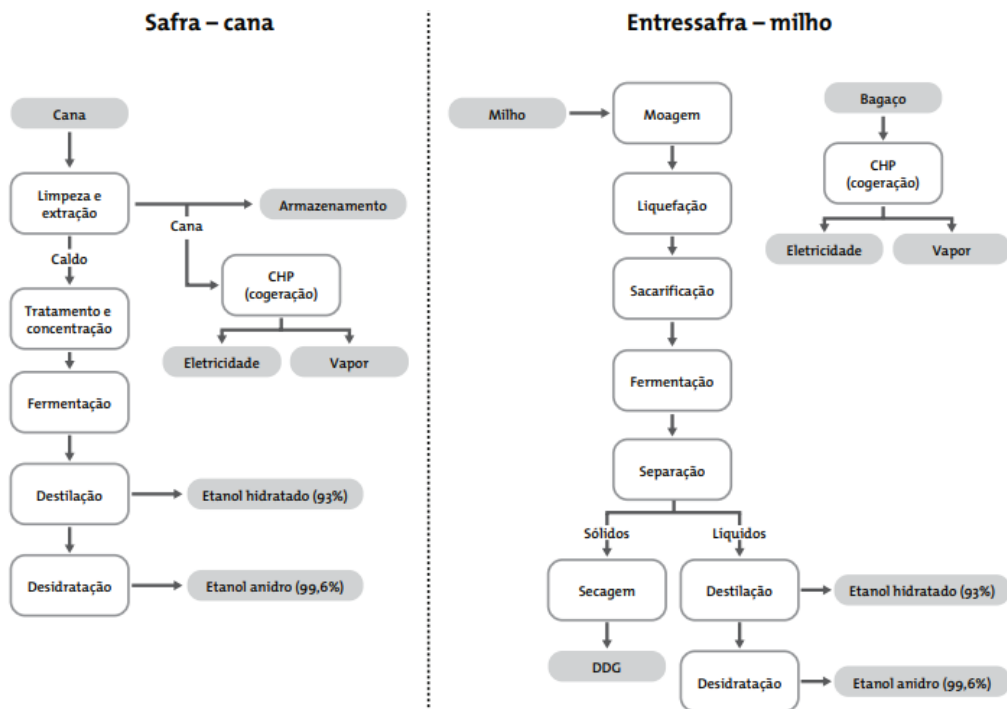 Safra – cana
Cana
Limpeza e
extração
Armazenamento
Cana
Caldo
CHP
(cogeração)
Tratamento e
concentração
Eletricidade
Vapor
Fermentação
Destilação
Etanol hidratado (93%)
Desidratação
Etanol anidro (99,6%)
Entressafra – milho
Milho
Moagem
Bagaço
CHP
(cogeração)
Liquefação
Eletricidade
Vapor
Sacarificação
Fermentação
Separação
Sólidos
Líquidos
Secagem
Destilação
Etanol hidratado (93%)
DDG
Desidratação
Etanol anidro (99,6%)